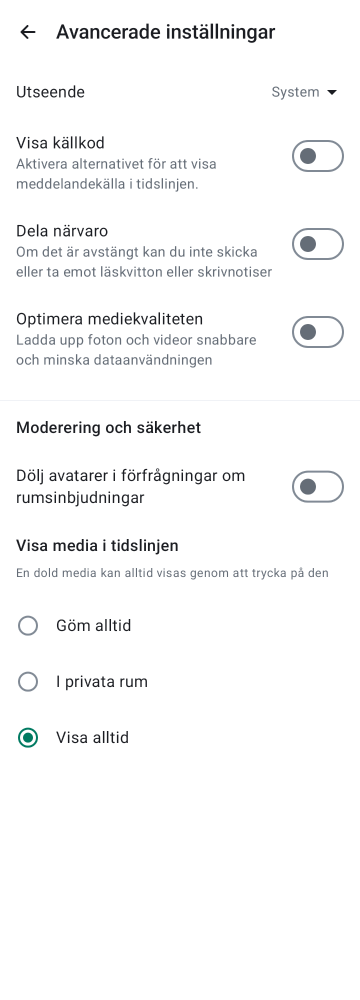 Avancerade inställningar
Utseende
System
Visa källkod
Aktivera alternativet för att visa
meddelandekälla i tidslinjen.
Dela närvaro
Om det är avstängt kan du inte skicka
eller ta emot läskvitton eller skrivnotiser
Optimera mediekvaliteten
Ladda upp foton och videor snabbare
och minska dataanvändningen
Moderering och säkerhet
Dölj avatarer i förfrågningar om
rumsinbjudningar
Visa media i tidslinjen
En dold media kan alltid visas genom att trycka på den
Göm alltid
I privata rum
Visa alltid